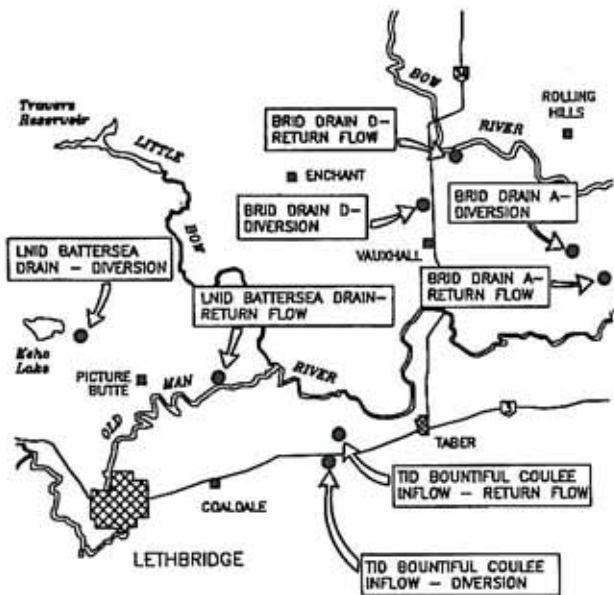 BOW
34
ROLLING
HILLS
Travers
Reservoir
BRID DRAIN D-
RETURN FLOW
RIVER
LITTLE
ENCHANT
BRID DRAIN A-
DIVERSION
BRID DRAIN D-
DIVERSION
BOW
LNID BATTERSEA
DRAIN - DIVERSION
VAUXHALL
BRID DRAIN A-
RETURN FLOW
LNID BATTERSEA DRAIN-
RETURN FLOW
Keho
Lake
PICTURE
BUTTE
OLD
MAN
RIVER
3
TABER
COALDALE
TID BOUNTIFUL COULEE
INFLOW - RETURN FLOW
LETHBRIDGE
TID BOUNTIFUL COULEE
INFLOW - DIVERSION